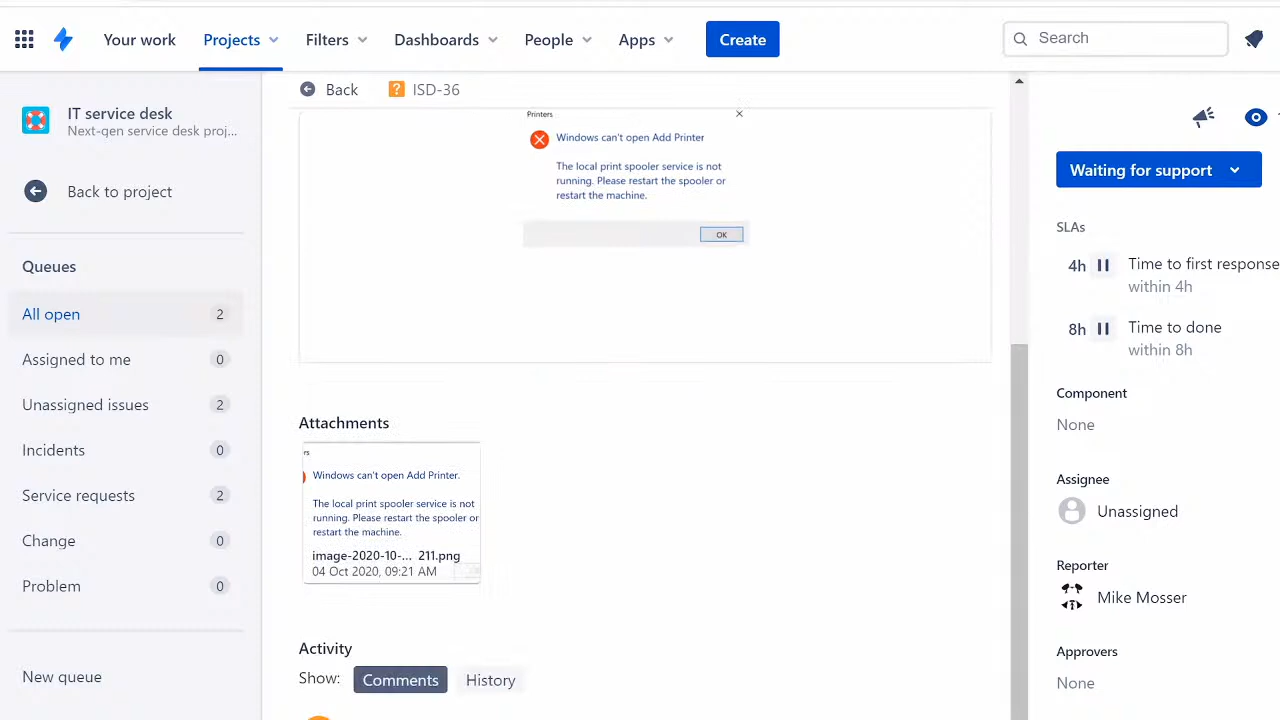 Your work
Projects
Filters
Dashboards
People
Apps
Create
Search
IT service desk
Next-gen service desk proj...
Back to project
Queues
All open 2
Assigned to me 0
Unassigned issues 2
Incidents 0
Service requests 2
Change 0
Problem 0
New queue
Back
ISD-36
Printers
Windows can't open Add Printer
The local print spooler service is not
running. Please restart the spooler or
restart the machine.
OK
Attachments
rs
Windows can't open Add Printer.
The local print spooler service is not
running. Please restart the spooler or
restart the machine.
image-2020-10-... 211.png
04 Oct 2020, 09:21 AM
Activity
Show:
Comments
History
Waiting for support
SLAs
4h
Time to first response
within 4h
8h
Time to done
within 8h
Component
None
Assignee
Unassigned
Reporter
Mike Mosser
Approvers
None